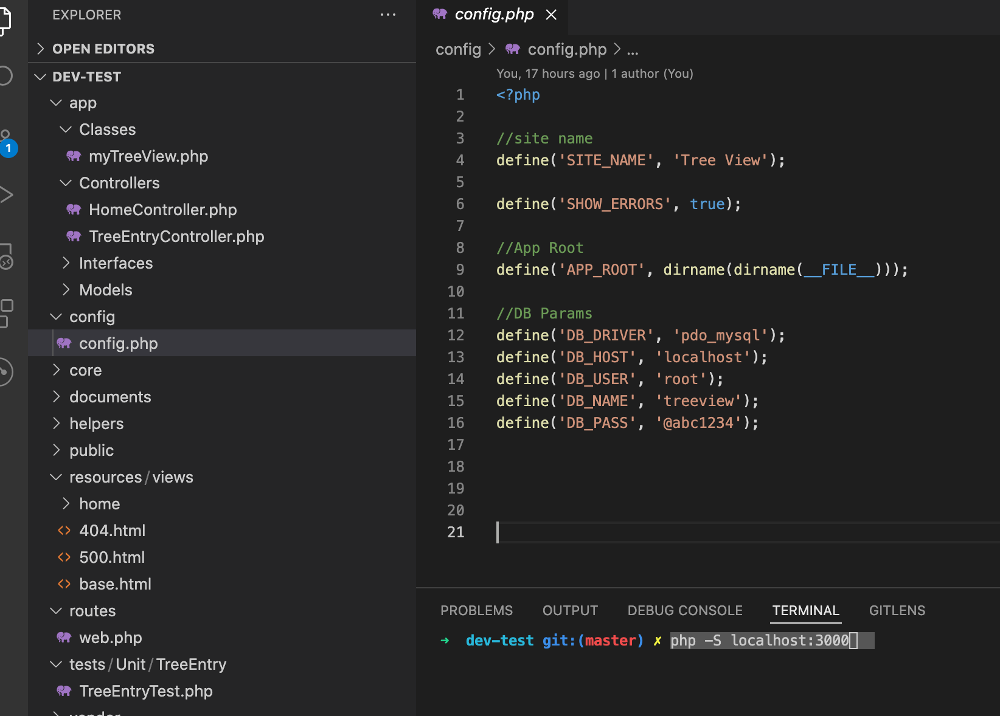 EXPLORER
OPEN EDITORS
DEV-TEST
app
Classes
myTreeView.php
Controllers
HomeController.php
TreeEntryController.php
Interfaces
Models
config
config.php
core
documents
helpers
public
resources/views
home
404.html
500.html
base.html
routes
web.php
tests/Unit/TreeEntry
TreeEntryTest.php
vendor
1
config.php
config > config.php > ...
You, 17 hours ago | 1 author (You)
1 <?php
2
3 //site name
4 define('SITE_NAME', 'Tree View');
5
6 define('SHOW_ERRORS', true);
7
8 //App Root
9 define('APP_ROOT', dirname(dirname(__FILE__)));
10
11 //DB Params
12 define('DB_DRIVER', 'pdo_mysql');
13 define('DB_HOST', 'localhost');
14 define('DB_USER', 'root');
15 define('DB_NAME', 'treeview');
16 define('DB_PASS', '@abc1234');
17
18
19
20
21
PROBLEMS OUTPUT DEBUG CONSOLE TERMINAL GITLENS
➜ dev-test git:(master) ✗ php -S localhost:3000